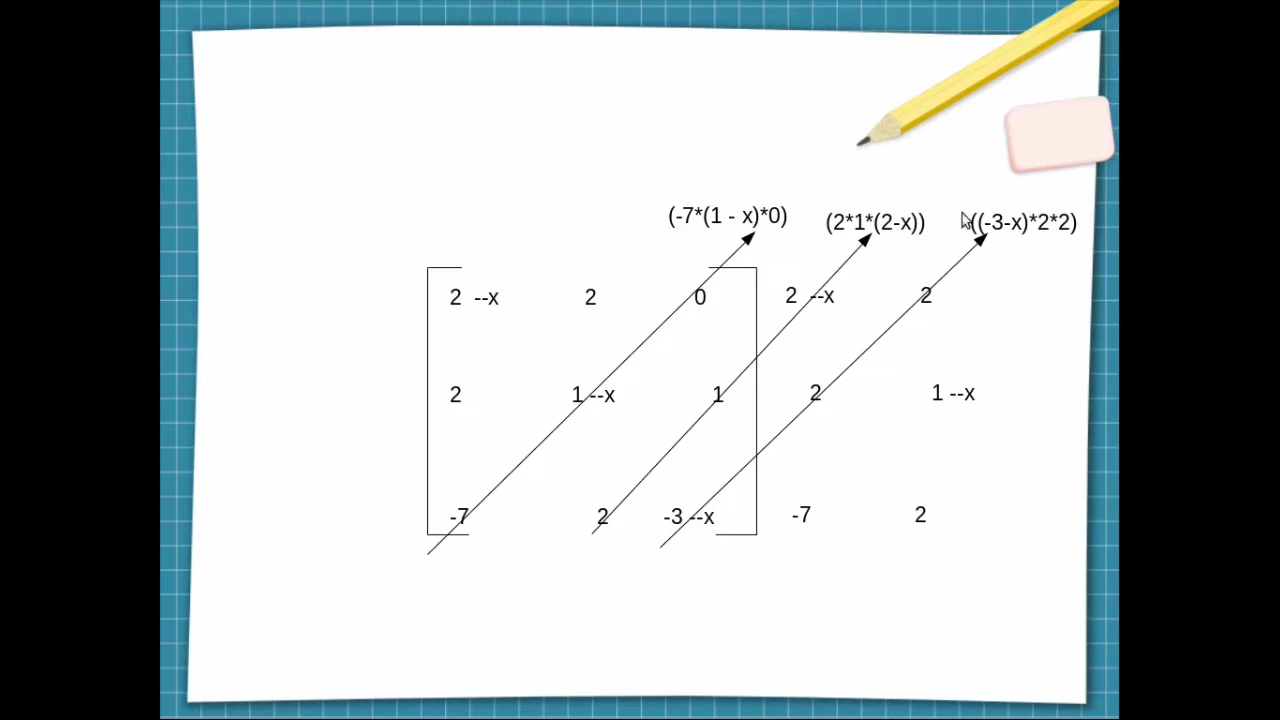 (-7*(1 - x)*0) (2*1*(2-x)) ((-3-x)*2*2)
2 --x 2 0 2 --x 2
2 1 --x 1 2 1 --x
-7 2 -3 --x -7 2